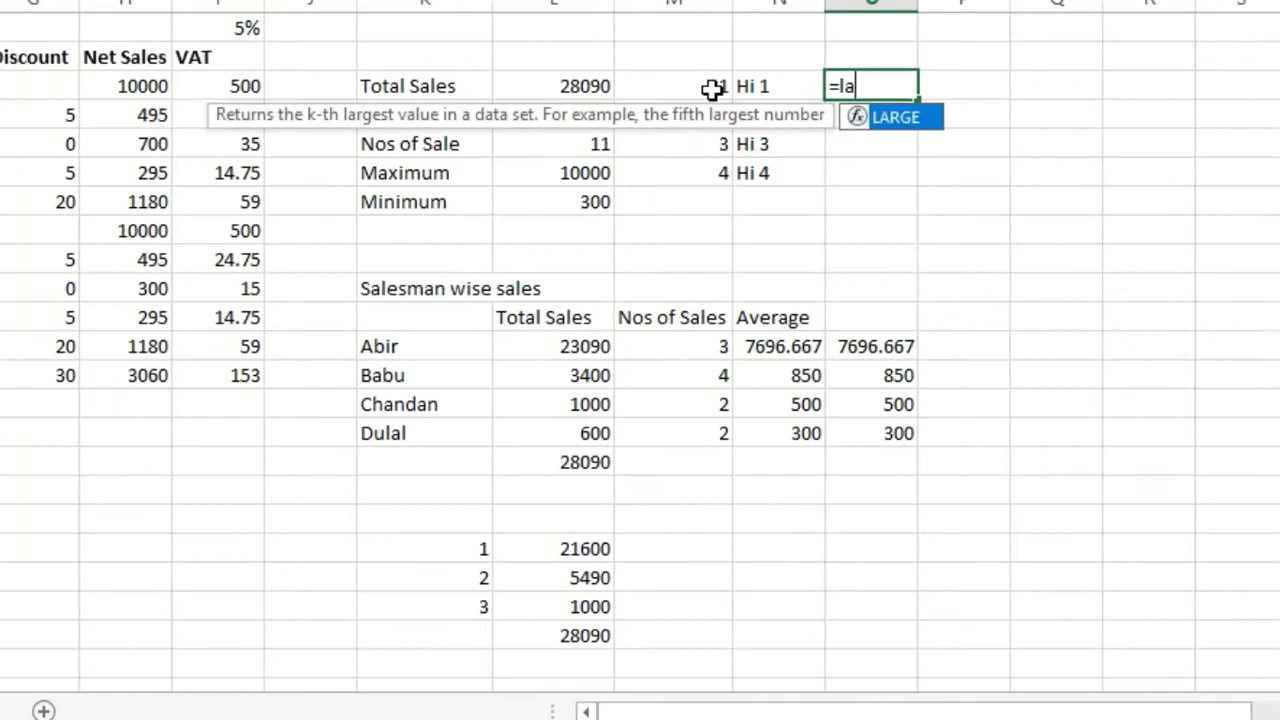 5%
Discount Net Sales VAT
10000 500 Total Sales 28090 1 Hi 1 =la
5 495 Returns the k-th largest value in a data set. For example, the fifth largest number LARGE
0 700 35 Nos of Sale 11 3 Hi 3
5 295 14.75 Maximum 10000 4 Hi 4
20 1180 59 Minimum 300
10000 500
5 495 24.75
0 300 15 Salesman wise sales
5 295 14.75 Total Sales Nos of Sales Average
20 1180 59 Abir 23090 3 7696.667 7696.667
30 3060 153 Babu 3400 4 850 850
Chandan 1000 2 500 500
Dulal 600 2 300 300
28090
1 21600
2 5490
3 1000
28090